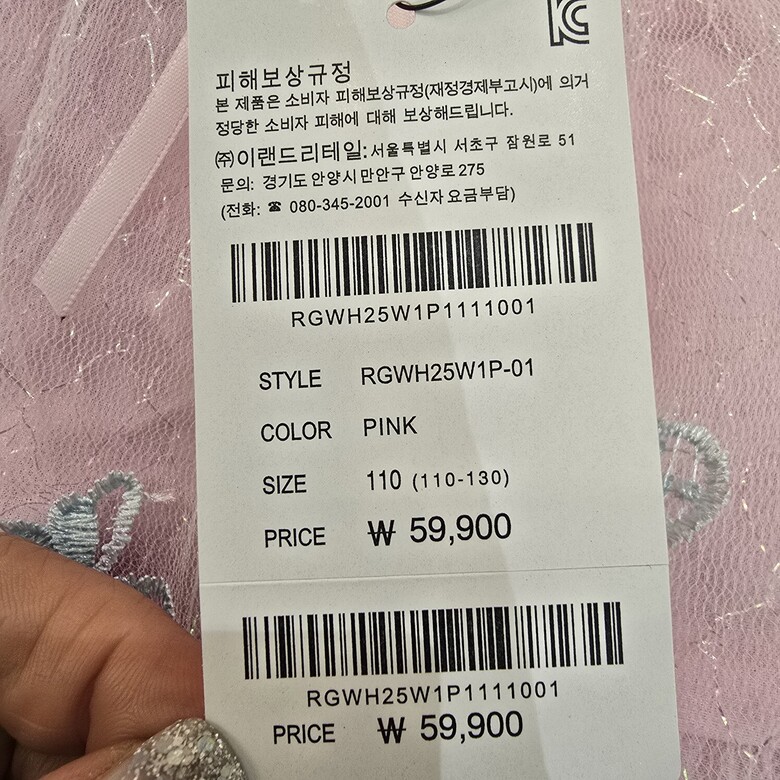 KC
피해보상규정
본 제품은 소비자 피해보상규정(재정경제부고시)에 의거
정당한 소비자 피해에 대해 보상해드립니다.
㈜이랜드리테일: 서울특별시 서초구 잠원로 51
문의: 경기도 안양시 만안구 안양로 275
(전화: ☎ 080-345-2001 수신자 요금부담)
RGWH25W1P1111001
STYLE RGWH25W1P-01
COLOR PINK
SIZE 110 (110-130)
PRICE ₩ 59,900
RGWH25W1P1111001
PRICE ₩ 59,900